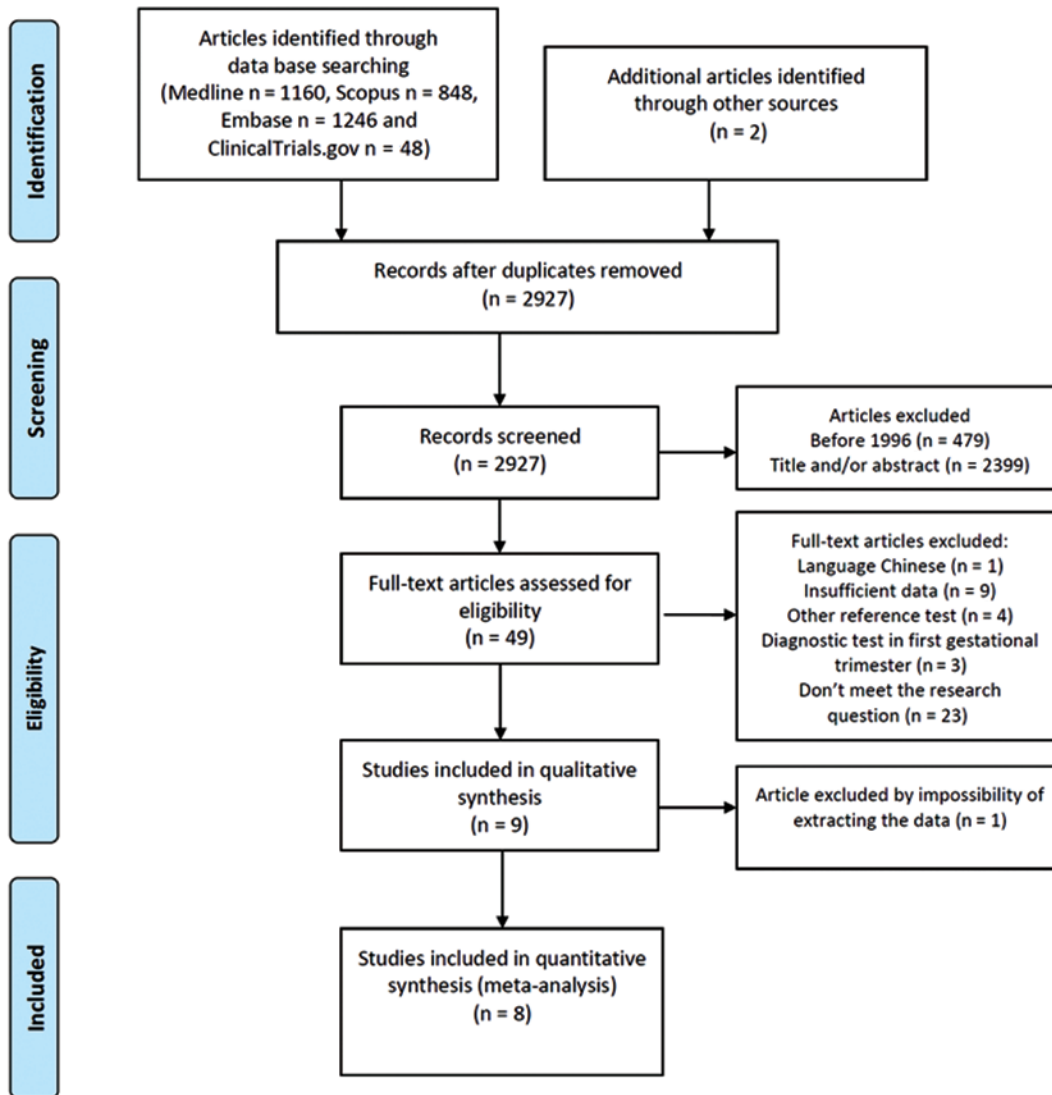 Identification
Articles identified through
data base searching
(Medline n = 1160, Scopus n = 848,
Embase n = 1246 and
ClinicalTrials.gov n = 48)
Additional articles identified
through other sources
(n = 2)
Screening
Records after duplicates removed
(n = 2927)
Records screened
(n = 2927)
Articles excluded
Before 1996 (n = 479)
Title and/or abstract (n = 2399)
Eligibility
Full-text articles assessed for
eligibility
(n = 49)
Full-text articles excluded:
Language Chinese (n = 1)
Insufficient data (n = 9)
Other reference test (n = 4)
Diagnostic test in first gestational
trimester (n = 3)
Don't meet the research
question (n = 23)
Studies included in qualitative
synthesis
(n = 9)
Article excluded by impossibility of
extracting the data (n = 1)
Included
Studies included in quantitative
synthesis (meta-analysis)
(n = 8)